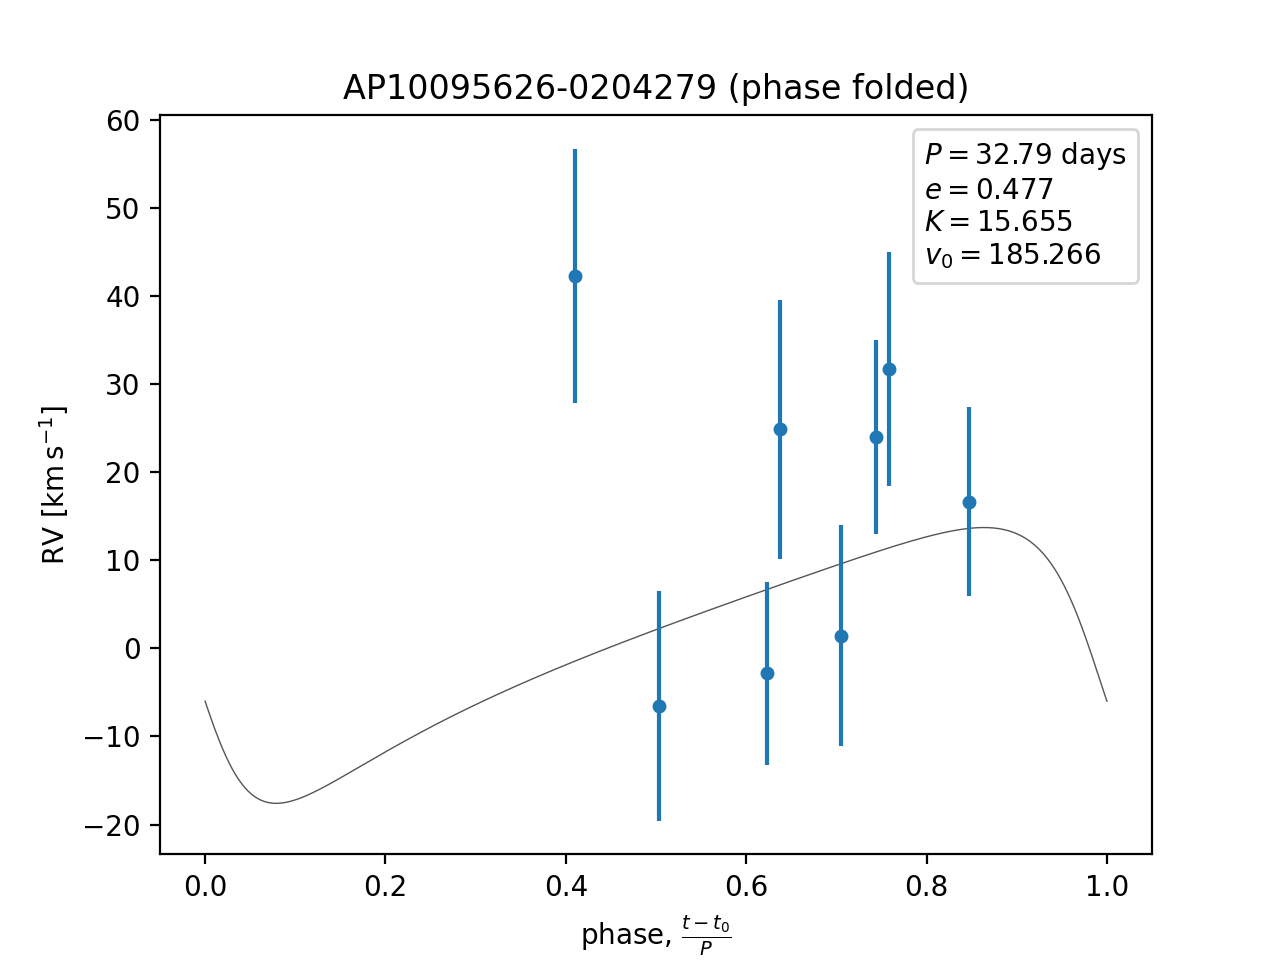 AP10095626-0204279 (phase folded)
P = 32.79 days
e = 0.477
K = 15.655
v₀ = 185.266
60
50
40
30
20
10
0
−10
−20
RV [km s⁻¹]
0.0 0.2 0.4 0.6 0.8 1.0
phase, (t − t₀)/P